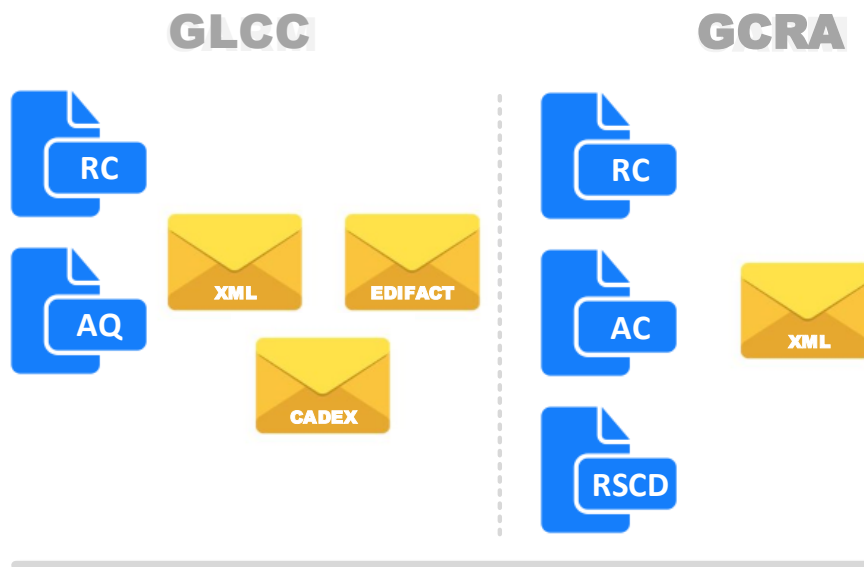 GLCC
RC
AQ
XML
EDIFACT
CADEX
GCRA
RC
AC
RSCD
XML